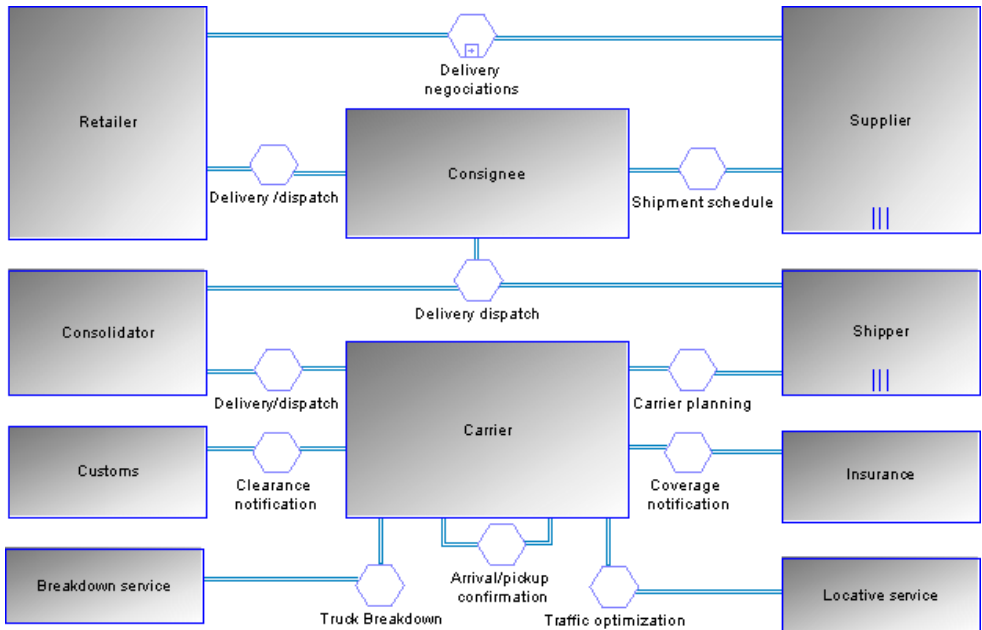 Delivery
negociations
Retailer
Supplier
Consignee
Delivery /dispatch
Shipment schedule
Delivery dispatch
Consolidator
Shipper
Delivery/dispatch
Carrier planning
Carrier
Customs
Insurance
Clearance
notification
Coverage
notification
Breakdown service
Arrival/pickup
confirmation
Locative service
Truck Breakdown
Traffic optimization